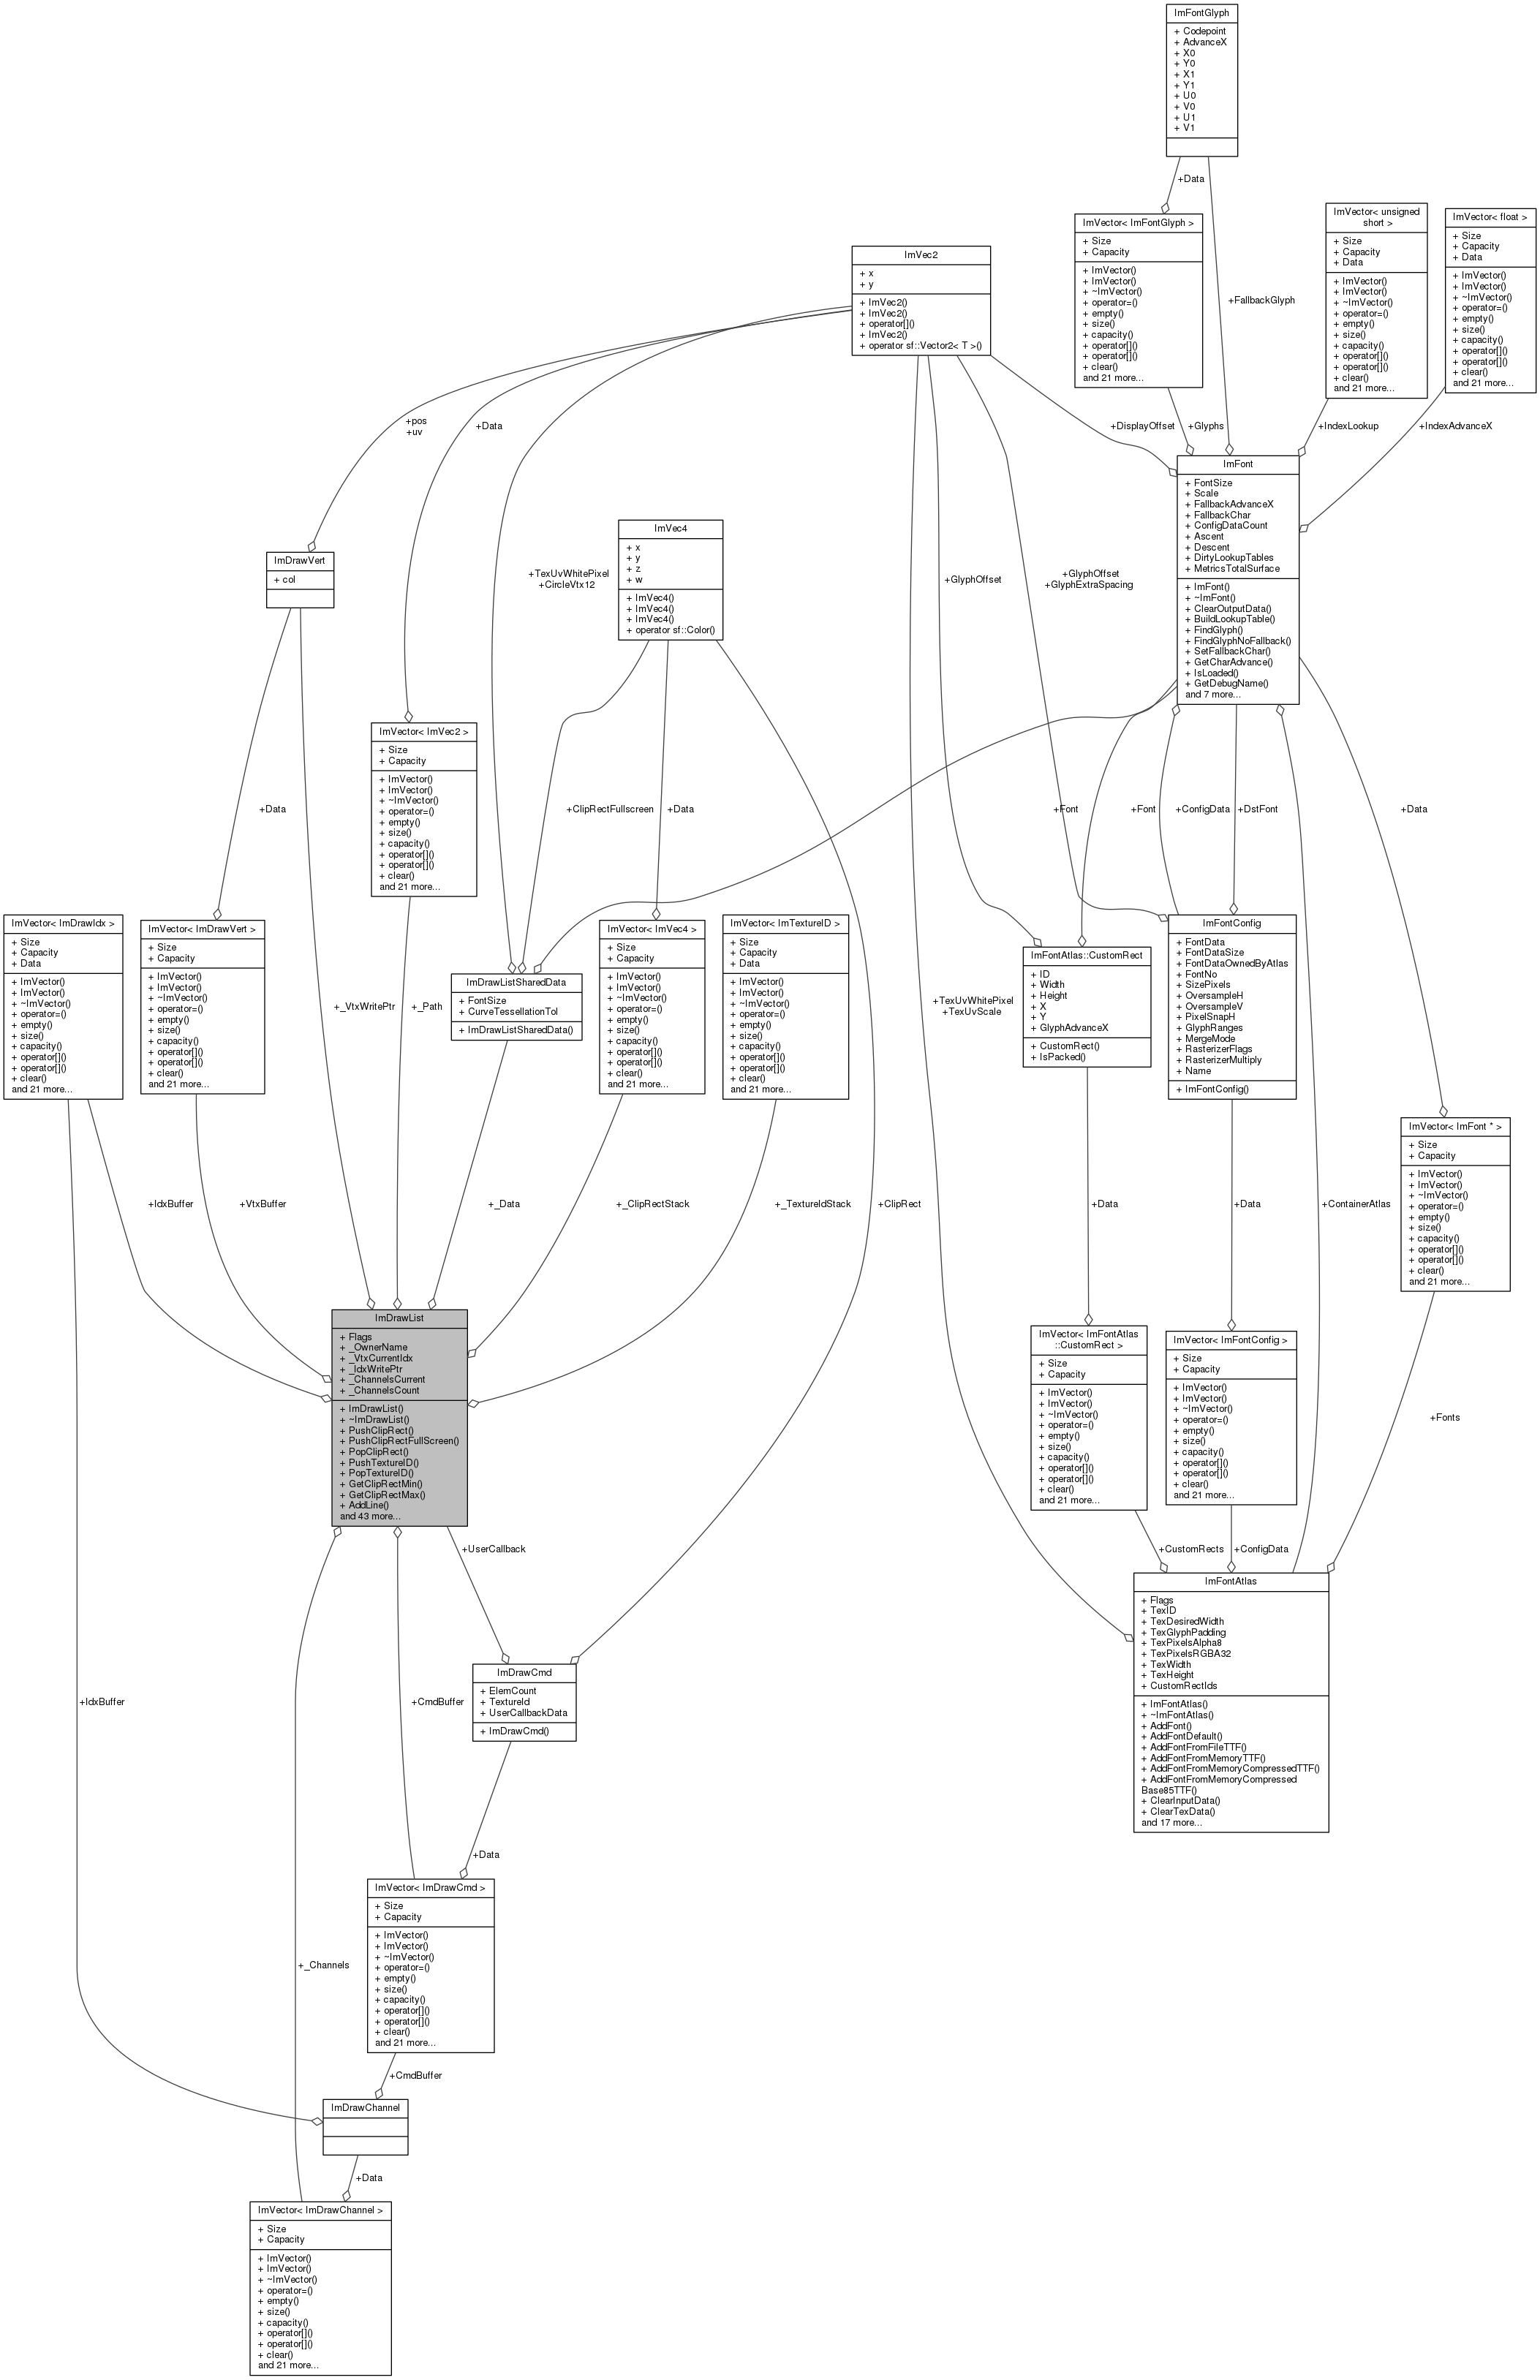 ImFontGlyph
+ Codepoint
+ AdvanceX
+ X0
+ Y0
+ X1
+ Y1
+ U0
+ V0
+ U1
+ V1
+Data
+FallbackGlyph
ImVector< ImFontGlyph >
+ Size
+ Capacity
+ ImVector()
+ ImVector()
+ ~ImVector()
+ operator=()
+ empty()
+ size()
+ capacity()
+ operator[]()
+ operator[]()
+ clear()
and 21 more...
ImVector< unsigned
short >
+ Size
+ Capacity
+ Data
+ ImVector()
+ ImVector()
+ ~ImVector()
+ operator=()
+ empty()
+ size()
+ capacity()
+ operator[]()
+ operator[]()
+ clear()
and 21 more...
ImVector< float >
+ Size
+ Capacity
+ Data
+ ImVector()
+ ImVector()
+ ~ImVector()
+ operator=()
+ empty()
+ size()
+ capacity()
+ operator[]()
+ operator[]()
+ clear()
and 21 more...
ImVec2
+ x
+ y
+ ImVec2()
+ ImVec2()
+ operator[]()
+ ImVec2()
+ operator sf::Vector2< T >()
+pos
+uv
+Data
+DisplayOffset
+Glyphs
+IndexLookup
+IndexAdvanceX
ImFont
+ FontSize
+ Scale
+ FallbackAdvanceX
+ FallbackChar
+ ConfigDataCount
+ Ascent
+ Descent
+ DirtyLookupTables
+ MetricsTotalSurface
+ ImFont()
+ ~ImFont()
+ ClearOutputData()
+ BuildLookupTable()
+ FindGlyph()
+ FindGlyphNoFallback()
+ SetFallbackChar()
+ GetCharAdvance()
+ IsLoaded()
+ GetDebugName()
and 7 more...
ImDrawVert
+ col
+TexUvWhitePixel
+CircleVtx12
ImVec4
+ x
+ y
+ z
+ w
+ ImVec4()
+ ImVec4()
+ ImVec4()
+ operator sf::Color()
+GlyphOffset
+GlyphOffset
+GlyphExtraSpacing
ImVector< ImVec2 >
+ Size
+ Capacity
+ ImVector()
+ ImVector()
+ ~ImVector()
+ operator=()
+ empty()
+ size()
+ capacity()
+ operator[]()
+ operator[]()
+ clear()
and 21 more...
+Data
+ClipRectFullscreen
+Data
+Font
+Font
+ConfigData
+DstFont
+Data
ImVector< ImDrawIdx >
+ Size
+ Capacity
+ Data
+ ImVector()
+ ImVector()
+ ~ImVector()
+ operator=()
+ empty()
+ size()
+ capacity()
+ operator[]()
+ operator[]()
+ clear()
and 21 more...
ImVector< ImDrawVert >
+ Size
+ Capacity
+ ImVector()
+ ImVector()
+ ~ImVector()
+ operator=()
+ empty()
+ size()
+ capacity()
+ operator[]()
+ operator[]()
+ clear()
and 21 more...
+_VtxWritePtr
+_Path
ImDrawListSharedData
+ FontSize
+ CurveTessellationTol
+ ImDrawListSharedData()
ImVector< ImVec4 >
+ Size
+ Capacity
+ ImVector()
+ ImVector()
+ ~ImVector()
+ operator=()
+ empty()
+ size()
+ capacity()
+ operator[]()
+ operator[]()
+ clear()
and 21 more...
ImVector< ImTextureID >
+ Size
+ Capacity
+ Data
+ ImVector()
+ ImVector()
+ ~ImVector()
+ operator=()
+ empty()
+ size()
+ capacity()
+ operator[]()
+ operator[]()
+ clear()
and 21 more...
+TexUvWhitePixel
+TexUvScale
ImFontAtlas::CustomRect
+ ID
+ Width
+ Height
+ X
+ Y
+ GlyphAdvanceX
+ CustomRect()
+ IsPacked()
ImFontConfig
+ FontData
+ FontDataSize
+ FontDataOwnedByAtlas
+ FontNo
+ SizePixels
+ OversampleH
+ OversampleV
+ PixelSnapH
+ GlyphRanges
+ MergeMode
+ RasterizerFlags
+ RasterizerMultiply
+ Name
+ ImFontConfig()
ImVector< ImFont * >
+ Size
+ Capacity
+ ImVector()
+ ImVector()
+ ~ImVector()
+ operator=()
+ empty()
+ size()
+ capacity()
+ operator[]()
+ operator[]()
+ clear()
and 21 more...
+IdxBuffer
+VtxBuffer
+_Data
+_ClipRectStack
+_TextureIdStack
+ClipRect
+Data
+Data
+ContainerAtlas
ImDrawList
+ Flags
+ _OwnerName
+ _VtxCurrentIdx
+ _IdxWritePtr
+ _ChannelsCurrent
+ _ChannelsCount
+ ImDrawList()
+ ~ImDrawList()
+ PushClipRect()
+ PushClipRectFullScreen()
+ PopClipRect()
+ PushTextureID()
+ PopTextureID()
+ GetClipRectMin()
+ GetClipRectMax()
+ AddLine()
and 43 more...
ImVector< ImFontAtlas
::CustomRect >
+ Size
+ Capacity
+ ImVector()
+ ImVector()
+ ~ImVector()
+ operator=()
+ empty()
+ size()
+ capacity()
+ operator[]()
+ operator[]()
+ clear()
and 21 more...
ImVector< ImFontConfig >
+ Size
+ Capacity
+ ImVector()
+ ImVector()
+ ~ImVector()
+ operator=()
+ empty()
+ size()
+ capacity()
+ operator[]()
+ operator[]()
+ clear()
and 21 more...
+Fonts
+UserCallback
+CustomRects
+ConfigData
ImFontAtlas
+ Flags
+ TexID
+ TexDesiredWidth
+ TexGlyphPadding
+ TexPixelsAlpha8
+ TexPixelsRGBA32
+ TexWidth
+ TexHeight
+ CustomRectIds
+ ImFontAtlas()
+ ~ImFontAtlas()
+ AddFont()
+ AddFontDefault()
+ AddFontFromFileTTF()
+ AddFontFromMemoryTTF()
+ AddFontFromMemoryCompressedTTF()
+ AddFontFromMemoryCompressed
Base85TTF()
+ ClearInputData()
+ ClearTexData()
and 17 more...
+IdxBuffer
+CmdBuffer
ImDrawCmd
+ ElemCount
+ TextureId
+ UserCallbackData
+ ImDrawCmd()
+Data
ImVector< ImDrawCmd >
+ Size
+ Capacity
+ ImVector()
+ ImVector()
+ ~ImVector()
+ operator=()
+ empty()
+ size()
+ capacity()
+ operator[]()
+ operator[]()
+ clear()
and 21 more...
+_Channels
+CmdBuffer
ImDrawChannel
+Data
ImVector< ImDrawChannel >
+ Size
+ Capacity
+ ImVector()
+ ImVector()
+ ~ImVector()
+ operator=()
+ empty()
+ size()
+ capacity()
+ operator[]()
+ operator[]()
+ clear()
and 21 more...